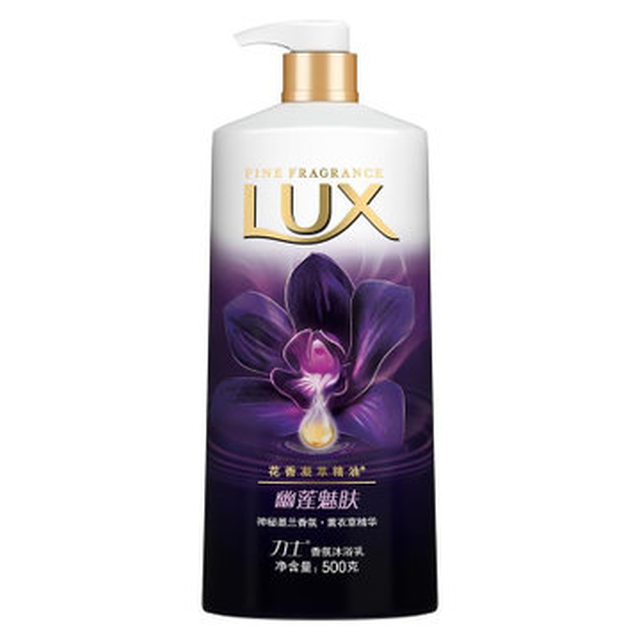 FINE FRAGRANCE
LUX
花香凝萃精油*
幽莲魅肤
神秘墨兰香氛·薰衣草精华
力士® 香氛沐浴乳
净含量：500克